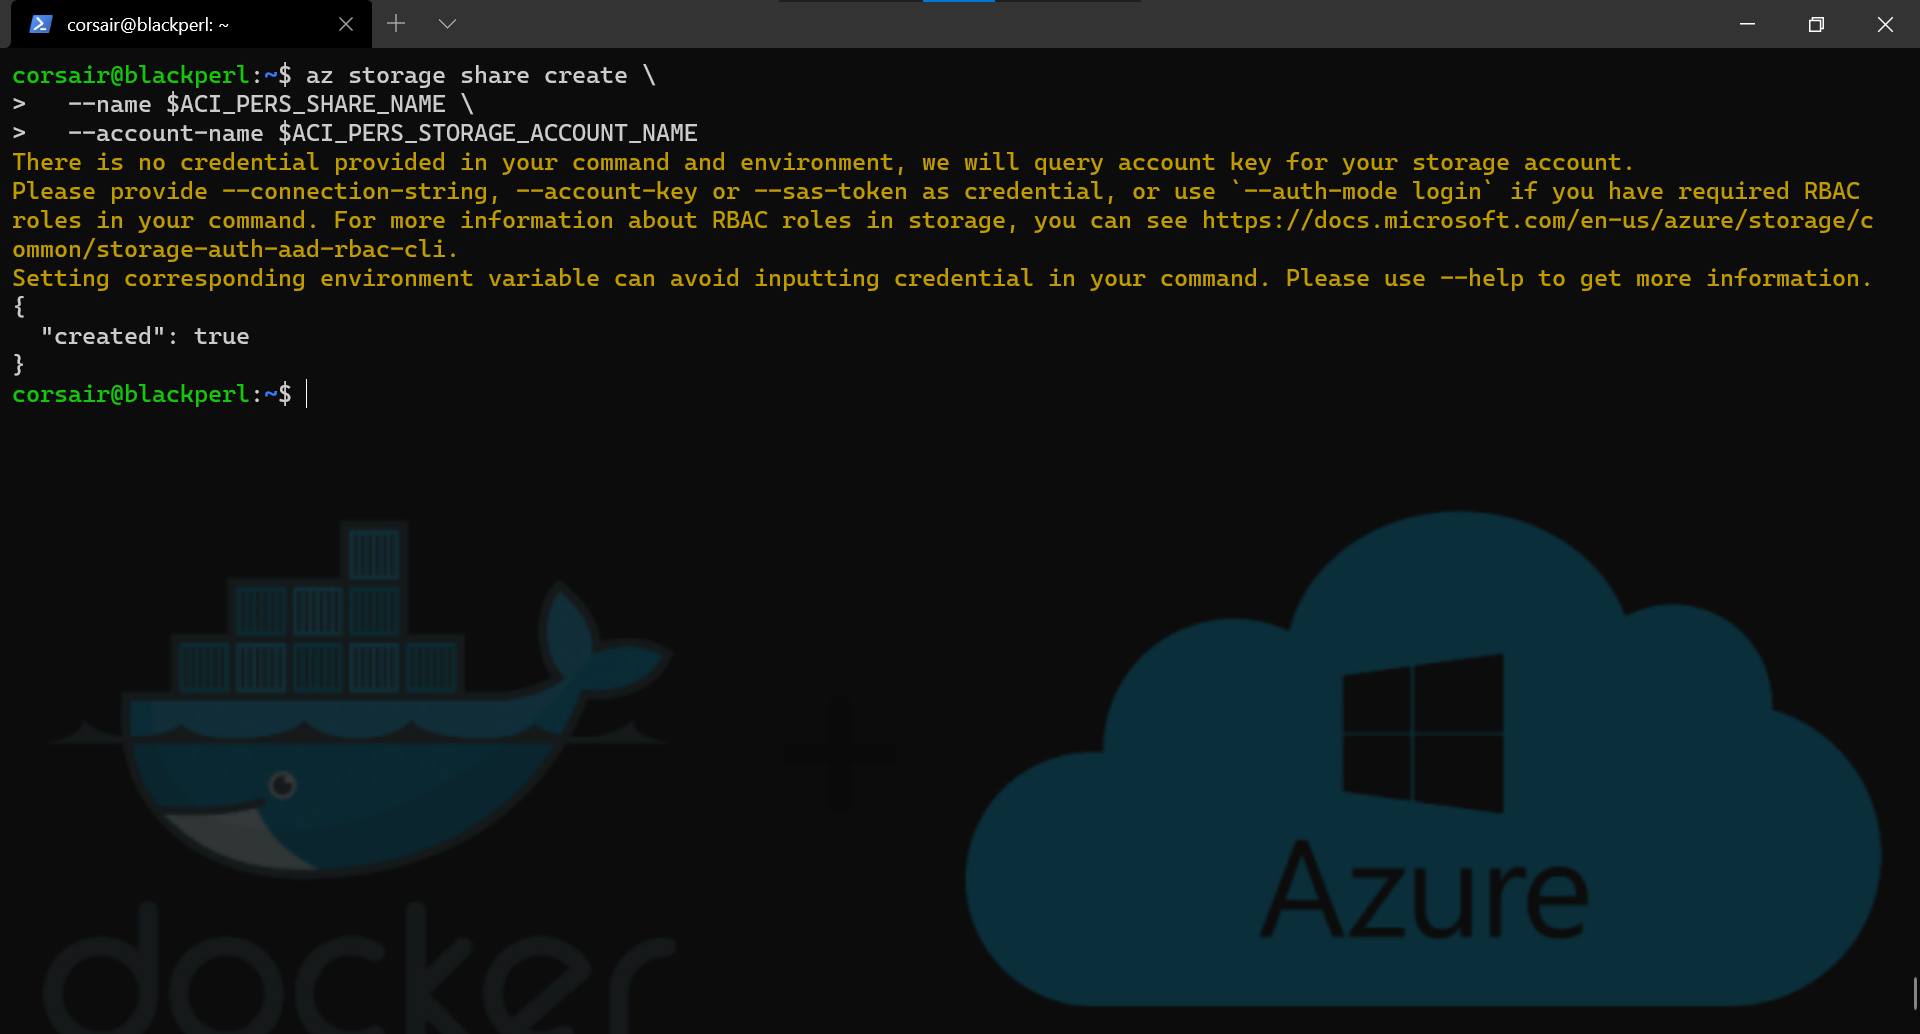 corsair@blackperl: ~
corsair@blackperl:~$ az storage share create \
>   --name $ACI_PERS_SHARE_NAME \
>   --account-name $ACI_PERS_STORAGE_ACCOUNT_NAME
There is no credential provided in your command and environment, we will query account key for your storage account.
Please provide --connection-string, --account-key or --sas-token as credential, or use `--auth-mode login` if you have required RBAC
roles in your command. For more information about RBAC roles in storage, you can see https://docs.microsoft.com/en-us/azure/storage/c
ommon/storage-auth-aad-rbac-cli.
Setting corresponding environment variable can avoid inputting credential in your command. Please use --help to get more information.
{
  "created": true
}
corsair@blackperl:~$
Azure
docker